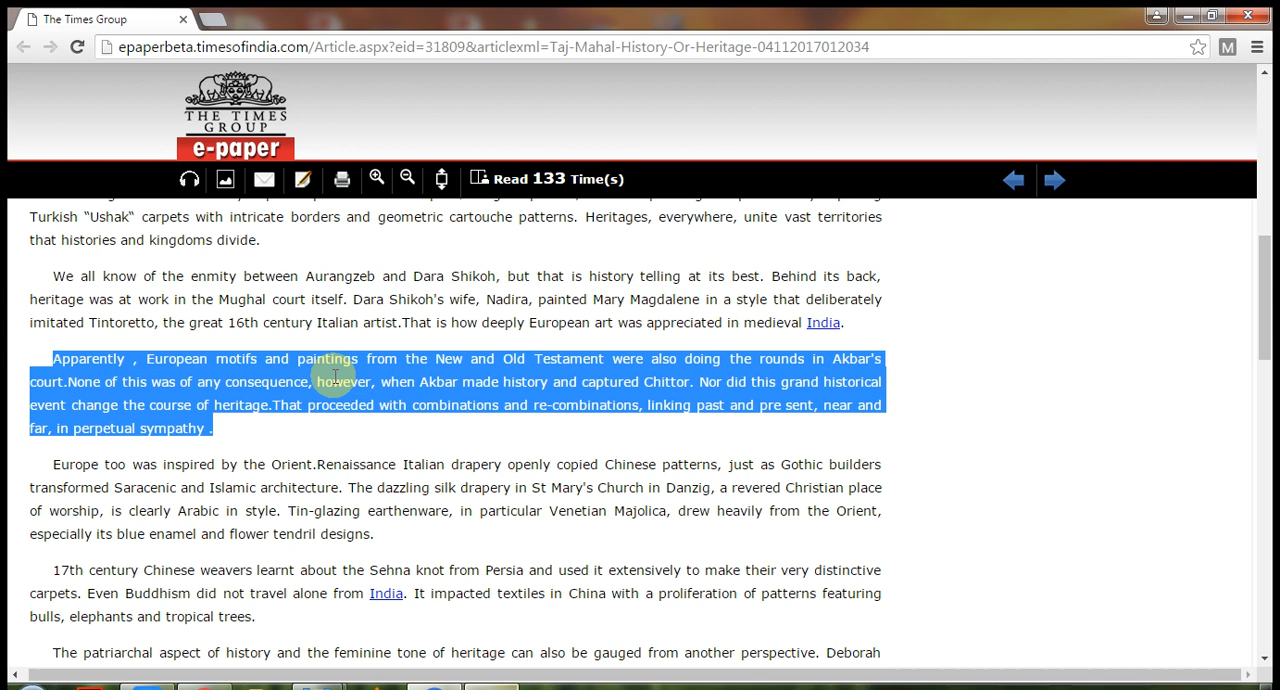 The Times Group
epaperbeta.timesofindia.com/Article.aspx?eid=31809&articlexml=Taj-Mahal-History-Or-Heritage-04112017012034
M
THE TIMES
GROUP
e-paper
Read 133 Time(s)
Turkish “Ushak“ carpets with intricate borders and geometric cartouche patterns. Heritages, everywhere, unite vast territories
that histories and kingdoms divide.
We all know of the enmity between Aurangzeb and Dara Shikoh, but that is history telling at its best. Behind its back,
heritage was at work in the Mughal court itself. Dara Shikoh's wife, Nadira, painted Mary Magdalene in a style that deliberately
imitated Tintoretto, the great 16th century Italian artist.That is how deeply European art was appreciated in medieval India.
Apparently , European motifs and paintings from the New and Old Testament were also doing the rounds in Akbar's
court.None of this was of any consequence, however, when Akbar made history and captured Chittor. Nor did this grand historical
event change the course of heritage.That proceeded with combinations and re-combinations, linking past and pre sent, near and
far, in perpetual sympathy .
Europe too was inspired by the Orient.Renaissance Italian drapery openly copied Chinese patterns, just as Gothic builders
transformed Saracenic and Islamic architecture. The dazzling silk drapery in St Mary's Church in Danzig, a revered Christian place
of worship, is clearly Arabic in style. Tin-glazing earthenware, in particular Venetian Majolica, drew heavily from the Orient,
especially its blue enamel and flower tendril designs.
17th century Chinese weavers learnt about the Sehna knot from Persia and used it extensively to make their very distinctive
carpets. Even Buddhism did not travel alone from India. It impacted textiles in China with a proliferation of patterns featuring
bulls, elephants and tropical trees.
The patriarchal aspect of history and the feminine tone of heritage can also be gauged from another perspective. Deborah